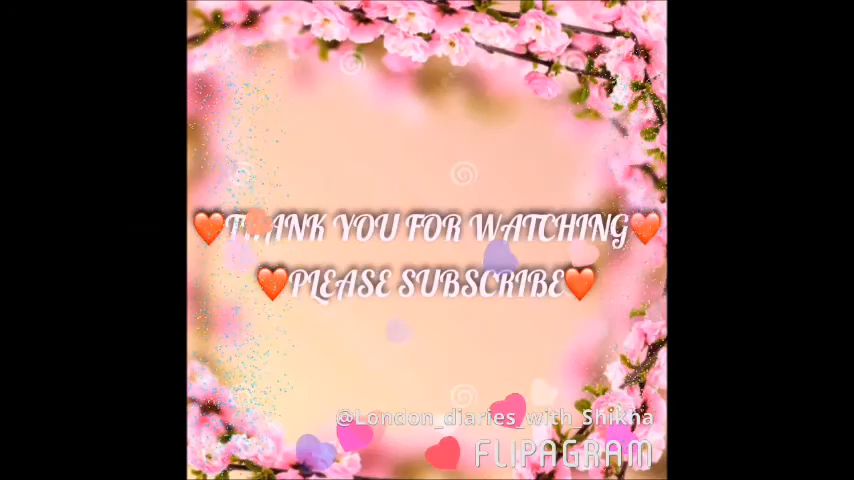 ❤️THANK YOU FOR WATCHING❤️
❤️PLEASE SUBSCRIBE❤️
@London_diaries_with_Shikha
FLIPAGRAM